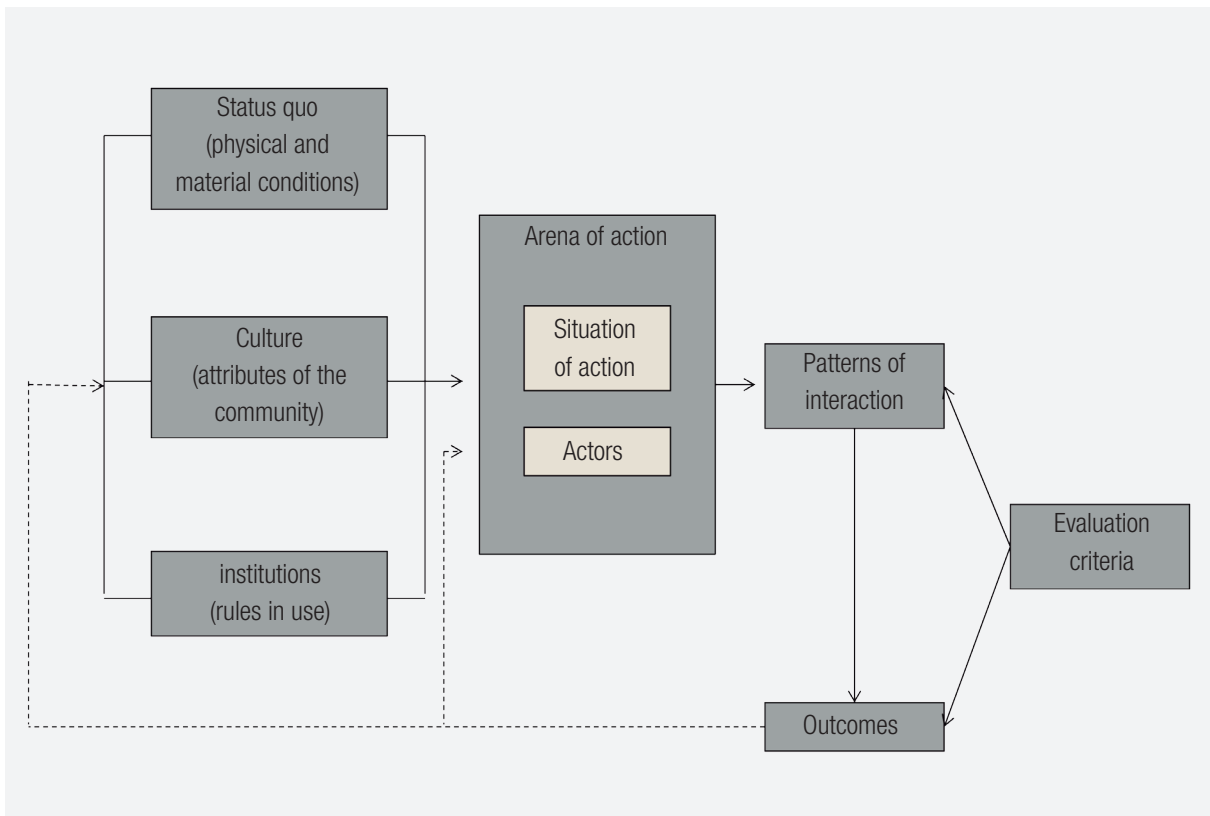 Status quo
(physical and
material conditions)
Culture
(attributes of the
community)
institutions
(rules in use)
Arena of action
Situation
of action
Actors
Patterns of
interaction
Outcomes
Evaluation
criteria